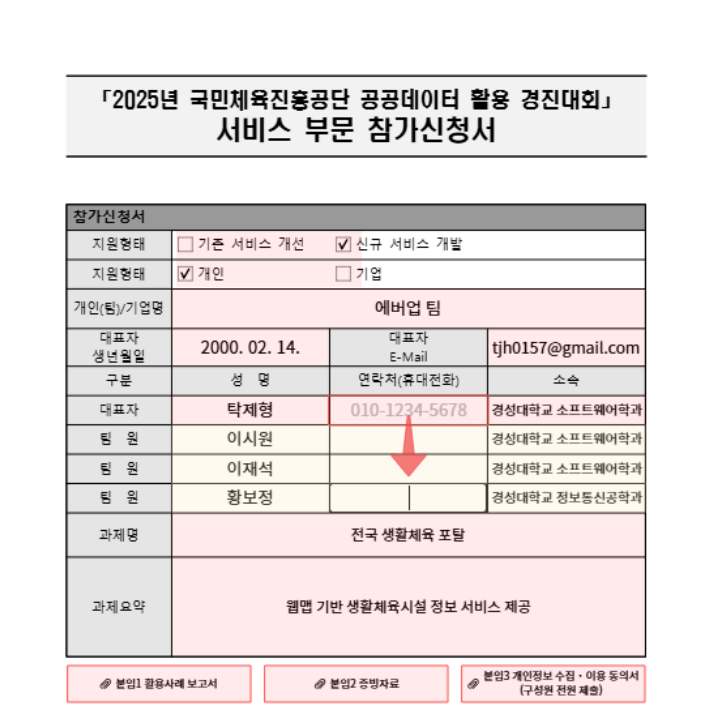 「2025년 국민체육진흥공단 공공데이터 활용 경진대회」
서비스 부문 참가신청서
참가신청서
지원형태 기존 서비스 개선 신규 서비스 개발
지원형태 개인 기업
개인(팀)/기업명 에버업 팀
대표자 생년월일 2000. 02. 14. 대표자 E-Mail tjh0157@gmail.com
구분 성 명 연락처(휴대전화) 소속
대표자 탁제형 010-1234-5678 경성대학교 소프트웨어학과
팀 원 이시원 경성대학교 소프트웨어학과
팀 원 이재석 경성대학교 소프트웨어학과
팀 원 황보정 경성대학교 정보통신공학과
과제명 전국 생활체육 포탈
과제요약 웹맵 기반 생활체육시설 정보 서비스 제공
붙임1 활용사례 보고서 붙임2 증빙자료 붙임3 개인정보 수집·이용 동의서
(구성원 전원 제출)